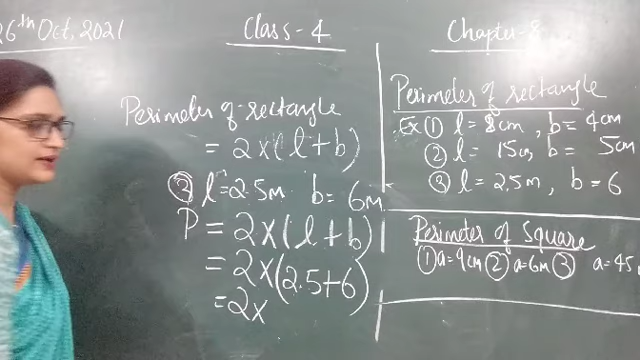 26th Oct, 2021
Class - 4
Chapter - 8
Perimeter of rectangle
= 2×(l+b)
③ l = 2.5m b = 6m
P = 2×(l+b)
= 2×(2.5+6)
= 2×
Perimeter of rectangle
Ex ① l = 8cm, b = 4cm
② l = 15cm, b = 5cm
③ l = 2.5m, b = 6
Perimeter of Square
① a=9cm ② a=6m ③ a=45